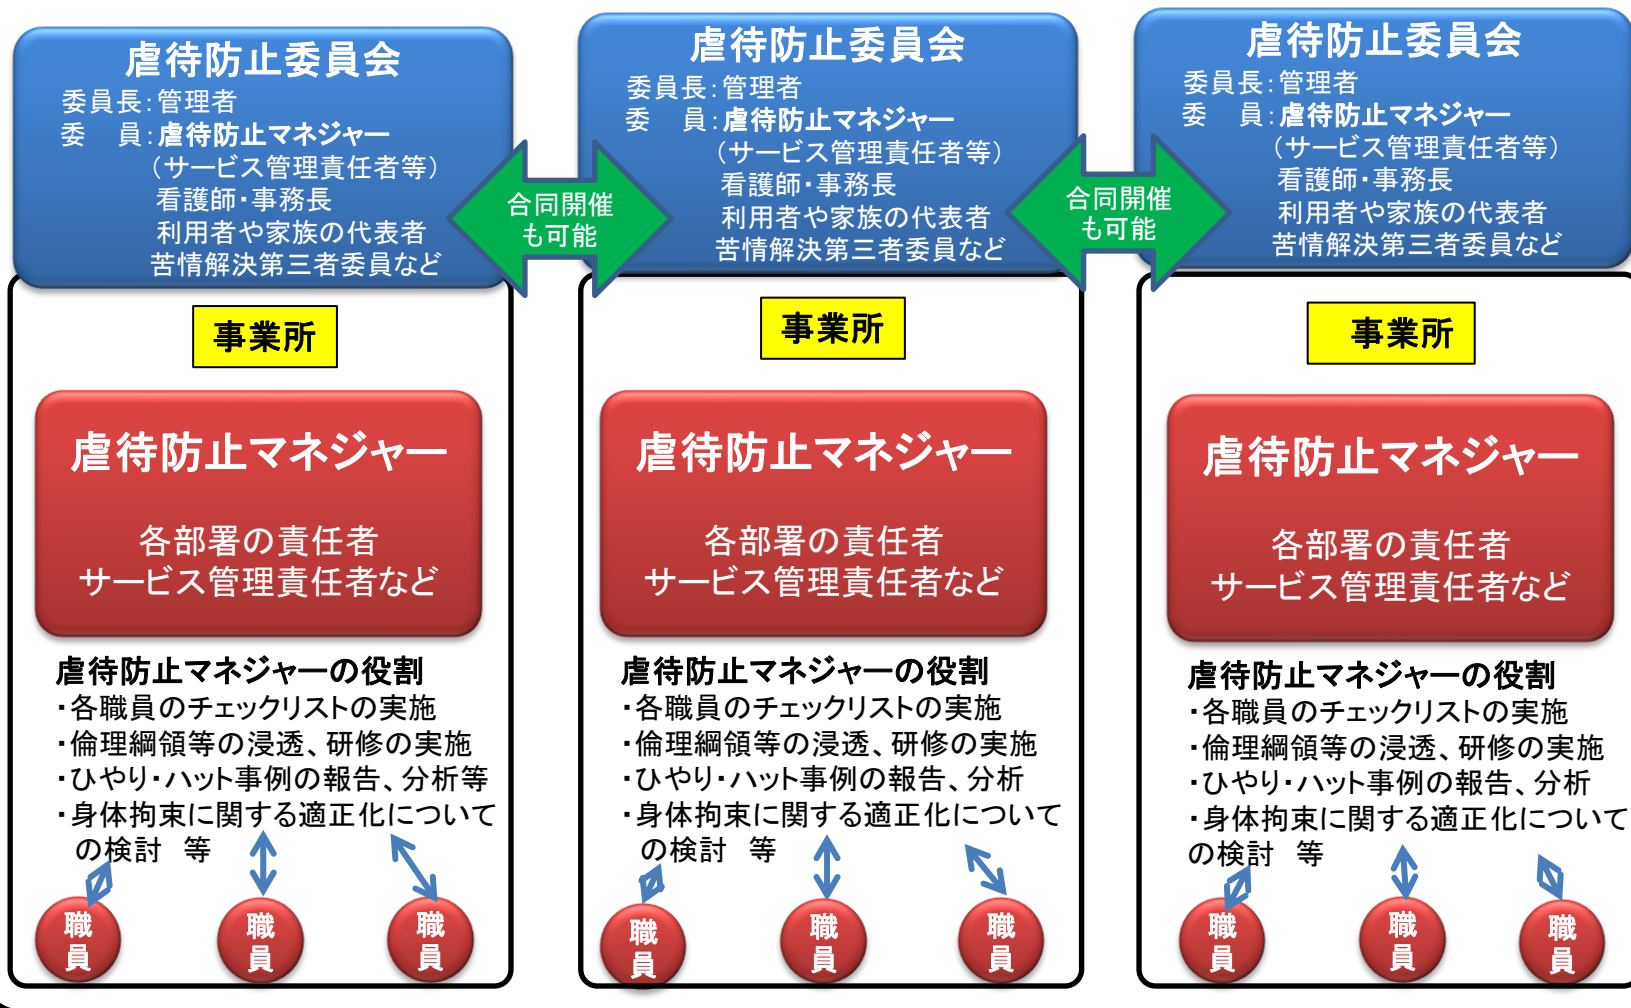 虐待防止委員会
委員長：管理者
委　員：虐待防止マネジャー
（サービス管理責任者等）
看護師・事務長
利用者や家族の代表者
苦情解決第三者委員など
合同開催
も可能
虐待防止委員会
委員長：管理者
委　員：虐待防止マネジャー
（サービス管理責任者等）
看護師・事務長
利用者や家族の代表者
苦情解決第三者委員など
合同開催
も可能
虐待防止委員会
委員長：管理者
委　員：虐待防止マネジャー
（サービス管理責任者等）
看護師・事務長
利用者や家族の代表者
苦情解決第三者委員など
事業所
虐待防止マネジャー
各部署の責任者
サービス管理責任者など
虐待防止マネジャーの役割
・各職員のチェックリストの実施
・倫理綱領等の浸透、研修の実施
・ひやり・ハット事例の報告、分析等
・身体拘束に関する適正化について
の検討　等
職
員
職
員
職
員
事業所
虐待防止マネジャー
各部署の責任者
サービス管理責任者など
虐待防止マネジャーの役割
・各職員のチェックリストの実施
・倫理綱領等の浸透、研修の実施
・ひやり・ハット事例の報告、分析
・身体拘束に関する適正化について
の検討　等
職
員
職
員
職
員
事業所
虐待防止マネジャー
各部署の責任者
サービス管理責任者など
虐待防止マネジャーの役割
・各職員のチェックリストの実施
・倫理綱領等の浸透、研修の実施
・ひやり・ハット事例の報告、分析
・身体拘束に関する適正化について
の検討　等
職
員
職
員
職
員